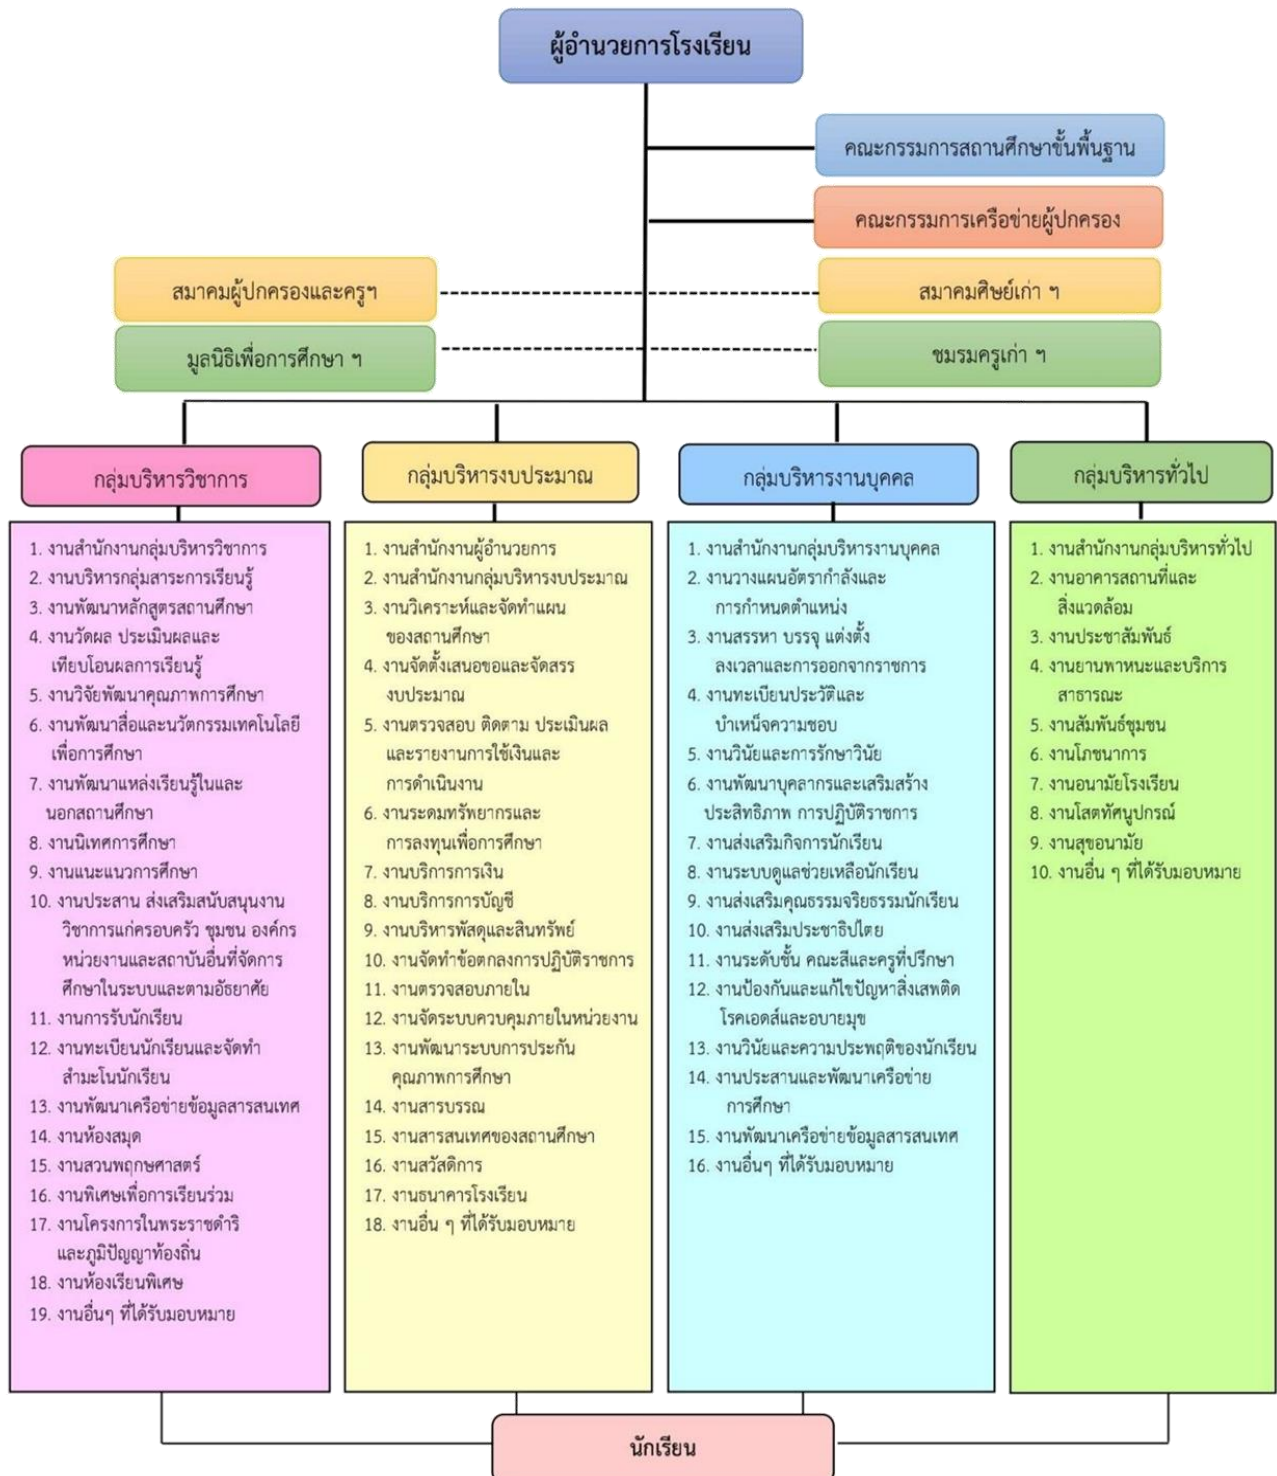 ผู้อำนวยการโรงเรียน
คณะกรรมการสถานศึกษาขั้นพื้นฐาน
คณะกรรมการเครือข่ายผู้ปกครอง
สมาคมผู้ปกครองและครูฯ
สมาคมศิษย์เก่า ฯ
มูลนิธิเพื่อการศึกษา ฯ
ชมรมครูเก่า ฯ
กลุ่มบริหารวิชาการ
1. งานสำนักงานกลุ่มบริหารวิชาการ
2. งานบริหารกลุ่มสาระการเรียนรู้
3. งานพัฒนาหลักสูตรสถานศึกษา
4. งานวัดผล ประเมินผลและ
เทียบโอนผลการเรียนรู้
5. งานวิจัยพัฒนาคุณภาพการศึกษา
6. งานพัฒนาสื่อและนวัตกรรมเทคโนโลยี
เพื่อการศึกษา
7. งานพัฒนาแหล่งเรียนรู้ในและ
นอกสถานศึกษา
8. งานนิเทศการศึกษา
9. งานแนะแนวการศึกษา
10. งานประสาน ส่งเสริมสนับสนุนงาน
วิชาการแก่ครอบครัว ชุมชน องค์กร
หน่วยงานและสถาบันอื่นที่จัดการ
ศึกษาในระบบและตามอัธยาศัย
11. งานการรับนักเรียน
12. งานทะเบียนนักเรียนและจัดทำ
สำมะโนนักเรียน
13. งานพัฒนาเครือข่ายข้อมูลสารสนเทศ
14. งานห้องสมุด
15. งานสวนพฤกษศาสตร์
16. งานพิเศษเพื่อการเรียนร่วม
17. งานโครงการในพระราชดำริ
และภูมิปัญญาท้องถิ่น
18. งานห้องเรียนพิเศษ
19. งานอื่นๆ ที่ได้รับมอบหมาย
กลุ่มบริหารงบประมาณ
1. งานสำนักงานผู้อำนวยการ
2. งานสำนักงานกลุ่มบริหารงบประมาณ
3. งานวิเคราะห์และจัดทำแผน
ของสถานศึกษา
4. งานจัดตั้งเสนอขอและจัดสรร
งบประมาณ
5. งานตรวจสอบ ติดตาม ประเมินผล
และรายงานการใช้เงินและ
การดำเนินงาน
6. งานระดมทรัพยากรและ
การลงทุนเพื่อการศึกษา
7. งานบริการการเงิน
8. งานบริการการบัญชี
9. งานบริหารพัสดุและสินทรัพย์
10. งานจัดทำข้อตกลงการปฏิบัติราชการ
11. งานตรวจสอบภายใน
12. งานจัดระบบควบคุมภายในหน่วยงาน
13. งานพัฒนาระบบการประกัน
คุณภาพการศึกษา
14. งานสารบรรณ
15. งานสารสนเทศของสถานศึกษา
16. งานสวัสดิการ
17. งานธนาคารโรงเรียน
18. งานอื่น ๆ ที่ได้รับมอบหมาย
กลุ่มบริหารงานบุคคล
1. งานสำนักงานกลุ่มบริหารงานบุคคล
2. งานวางแผนอัตรากำลังและ
การกำหนดตำแหน่ง
3. งานสรรหา บรรจุ แต่งตั้ง
ลงเวลาและการออกจากราชการ
4. งานทะเบียนประวัติและ
บำเหน็จความชอบ
5. งานวินัยและการรักษาวินัย
6. งานพัฒนาบุคลากรและเสริมสร้าง
ประสิทธิภาพ การปฏิบัติราชการ
7. งานส่งเสริมกิจการนักเรียน
8. งานระบบดูแลช่วยเหลือนักเรียน
9. งานส่งเสริมคุณธรรมจริยธรรมนักเรียน
10. งานส่งเสริมประชาธิปไตย
11. งานระดับชั้น คณะสีและครูที่ปรึกษา
12. งานป้องกันและแก้ไขปัญหาสิ่งเสพติด
โรคเอดส์และอบายมุข
13. งานวินัยและความประพฤติของนักเรียน
14. งานประสานและพัฒนาเครือข่าย
การศึกษา
15. งานพัฒนาเครือข่ายข้อมูลสารสนเทศ
16. งานอื่นๆ ที่ได้รับมอบหมาย
กลุ่มบริหารทั่วไป
1. งานสำนักงานกลุ่มบริหารทั่วไป
2. งานอาคารสถานที่และ
สิ่งแวดล้อม
3. งานประชาสัมพันธ์
4. งานยานพาหนะและบริการ
สาธารณะ
5. งานสัมพันธ์ชุมชน
6. งานโภชนาการ
7. งานอนามัยโรงเรียน
8. งานโสตทัศนูปกรณ์
9. งานสุขอนามัย
10. งานอื่น ๆ ที่ได้รับมอบหมาย
นักเรียน